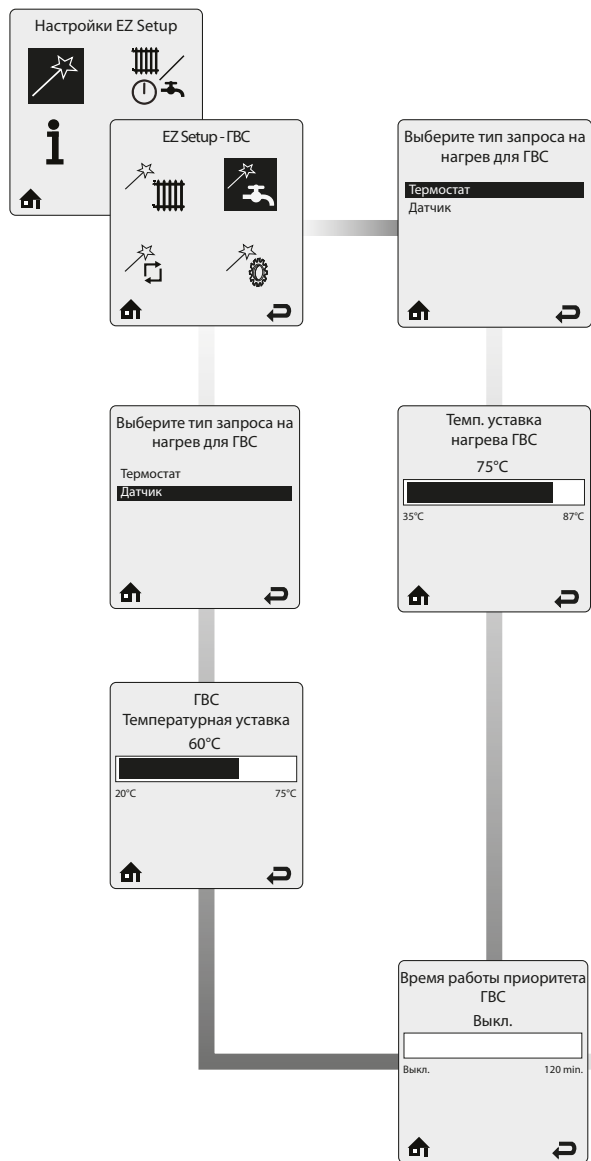 Настройки EZ Setup
EZ Setup - ГВС
Выберите тип запроса на
нагрев для ГВС
Термостат
Датчик
Выберите тип запроса на
нагрев для ГВС
Термостат
Датчик
Темп. уставка
нагрева ГВС
75°C
35°C 87°C
ГВС
Температурная уставка
60°C
20°C 75°C
Время работы приоритета
ГВС
Выкл.
Выкл. 120 min.